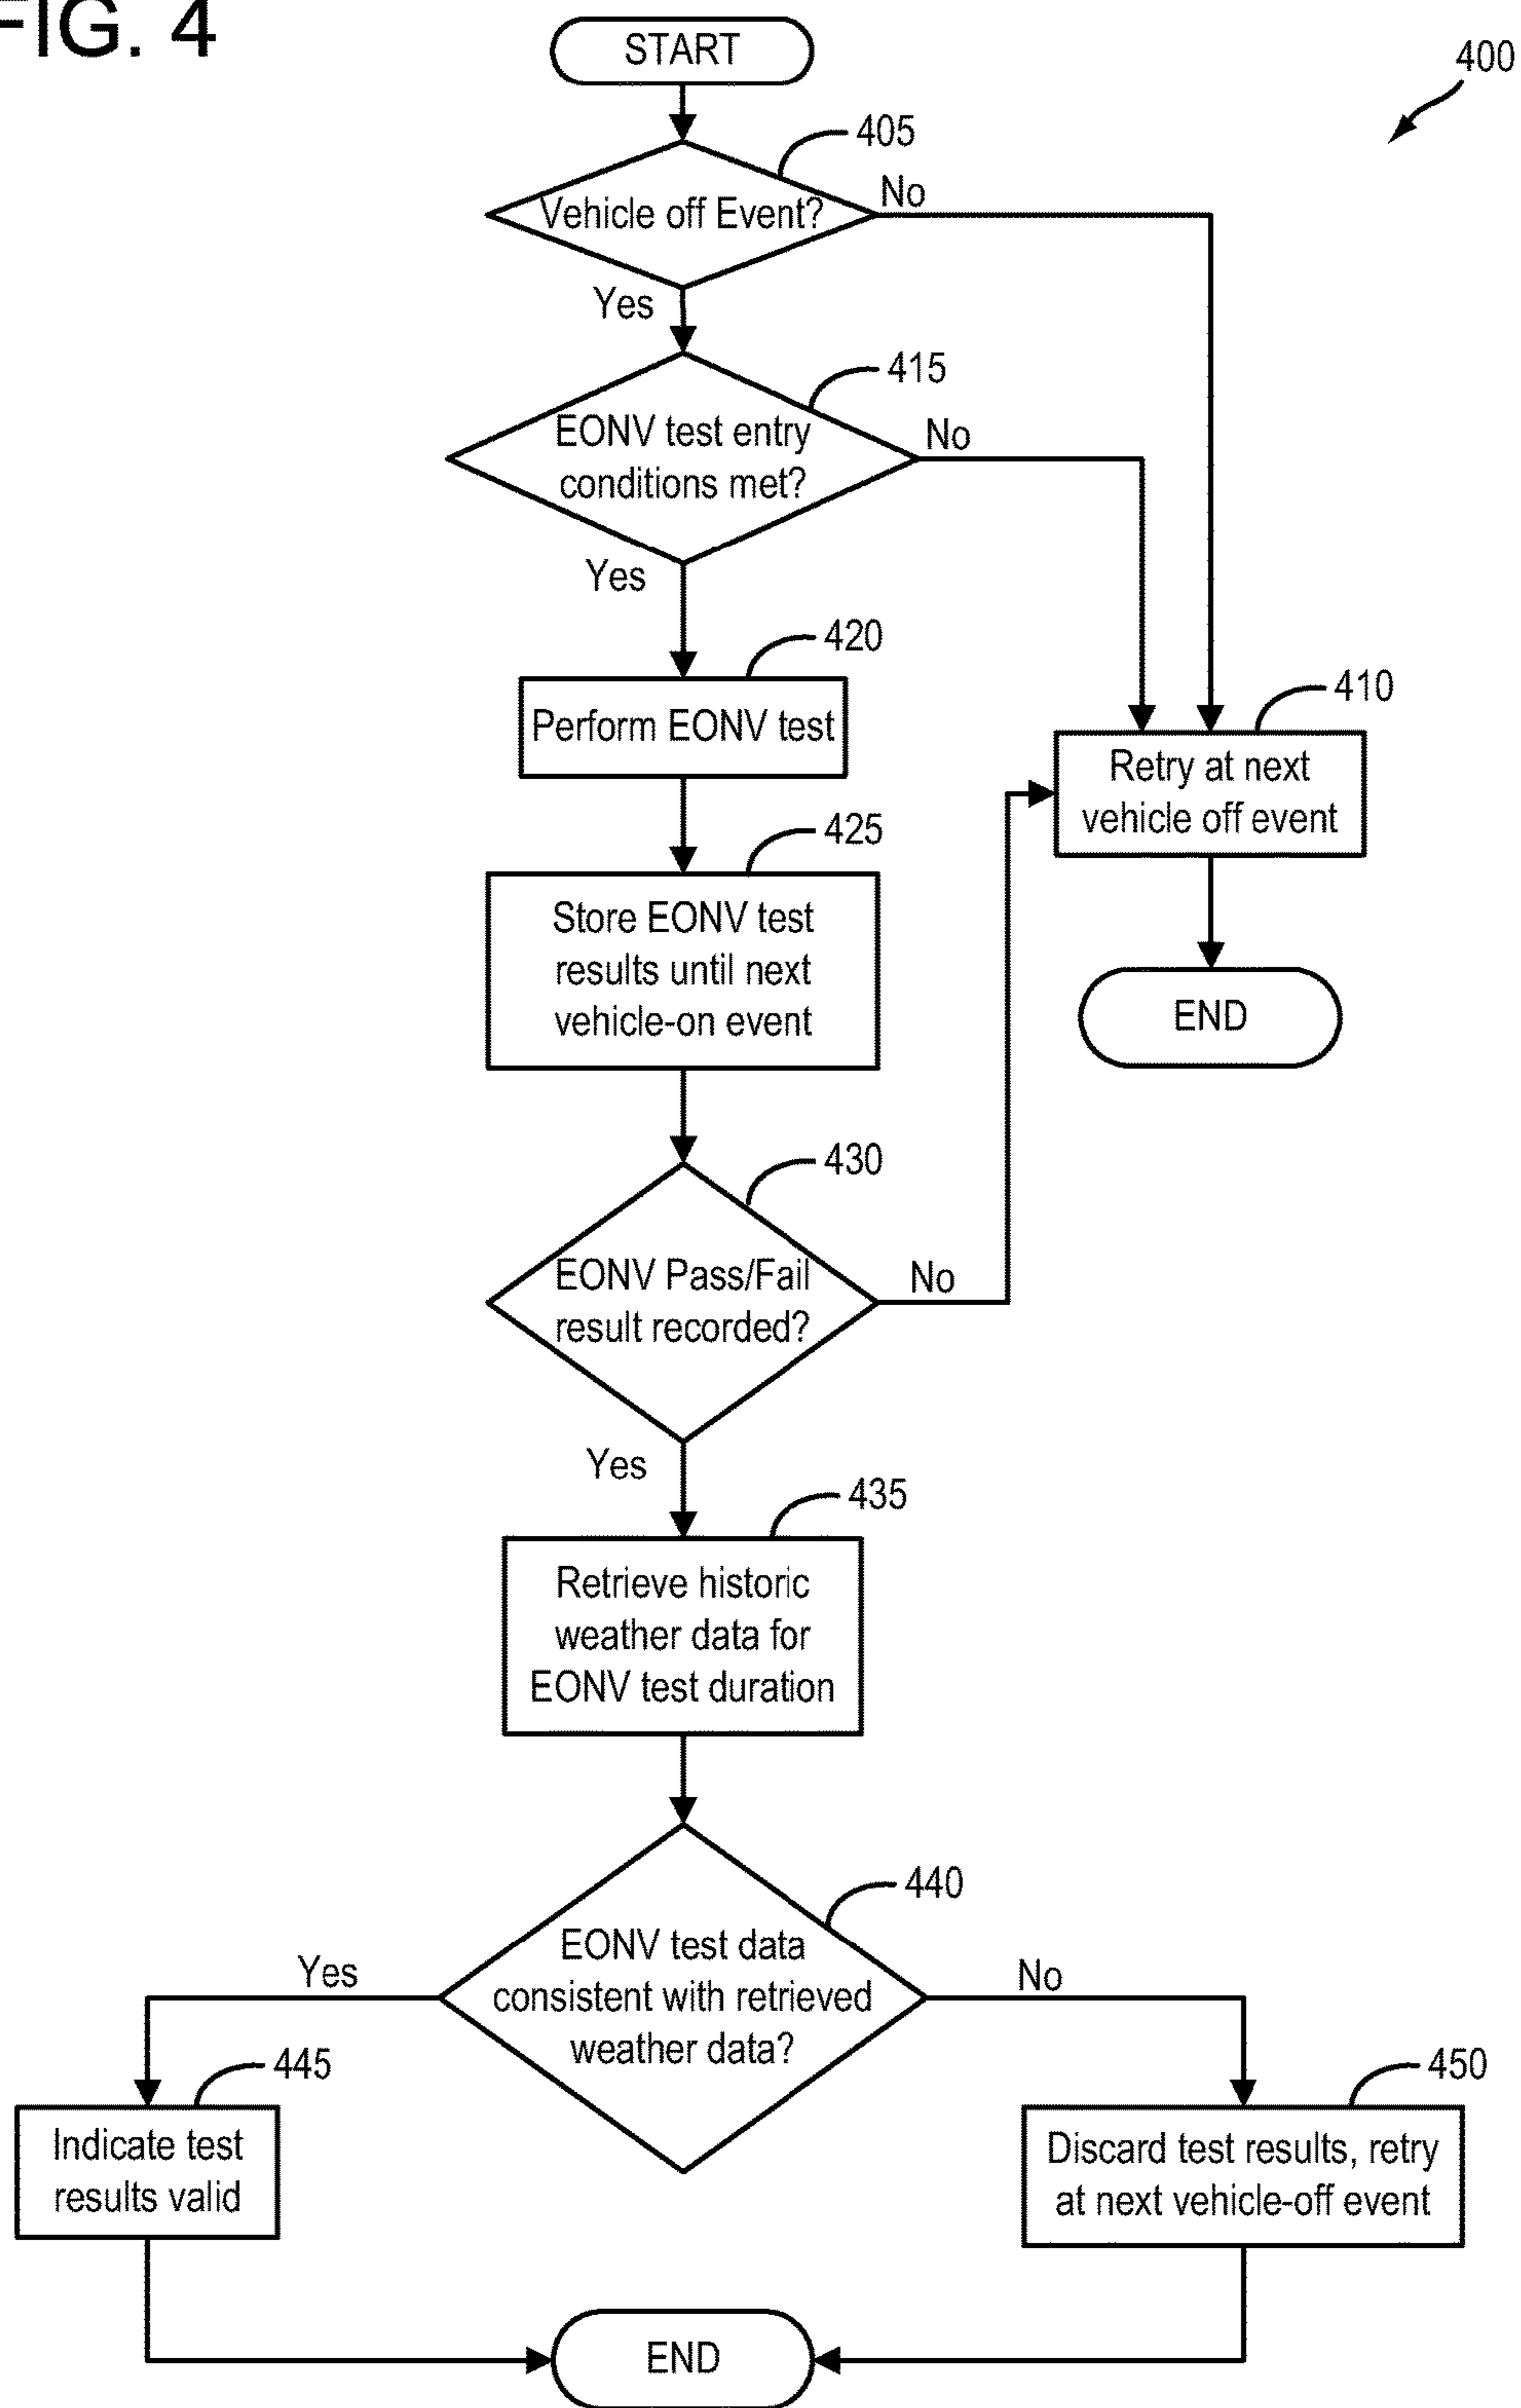 FIG. 4
START
400
405
Vehicle off Event?
No
Yes
415
EONV test entry
conditions met?
No
Yes
420
Perform EONV test
410
Retry at next
vehicle off event
425
Store EONV test
results until next
vehicle-on event
END
430
EONV Pass/Fail
result recorded?
No
Yes
435
Retrieve historic
weather data for
EONV test duration
440
EONV test data
consistent with retrieved
weather data?
Yes
No
445
Indicate test
results valid
450
Discard test results, retry
at next vehicle-off event
END